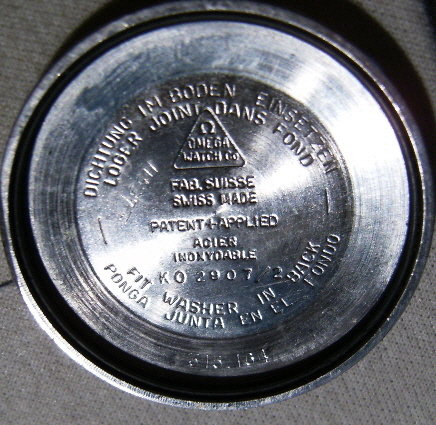 DICHTUNG IM BODEN EINSETZEN
LOGER JOINT DANS FOND
Ω
OMEGA
WATCH CO
FAB. SUISSE
SWISS MADE
PATENT+APPLIED
ACIER
INOXYDABLE
KO 2907/2
FIT WASHER IN BACK
PONGA JUNTA EN EL FONDO